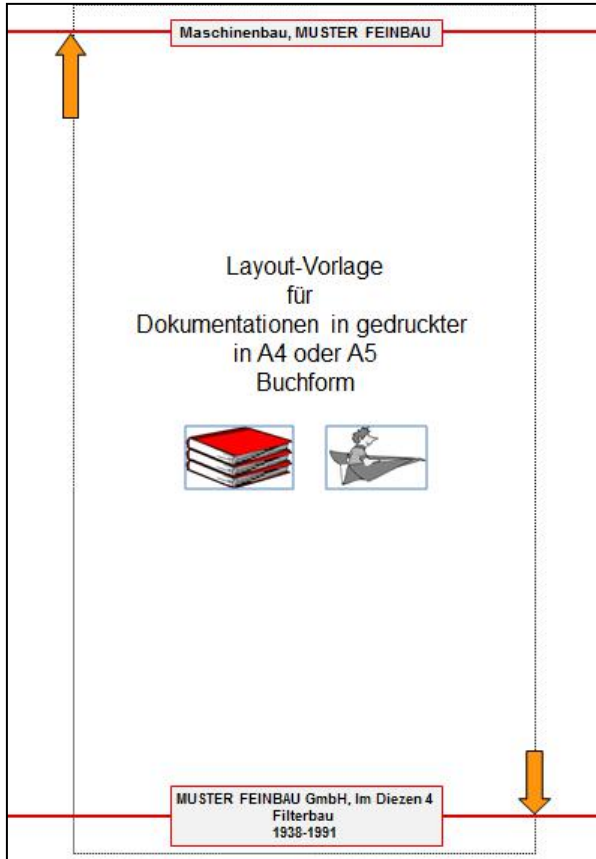 Maschinenbau, MUSTER FEINBAU
Layout-Vorlage
für
Dokumentationen in gedruckter
in A4 oder A5
Buchform
MUSTER FEINBAU GmbH, Im Diezen 4
Filterbau
1938-1991